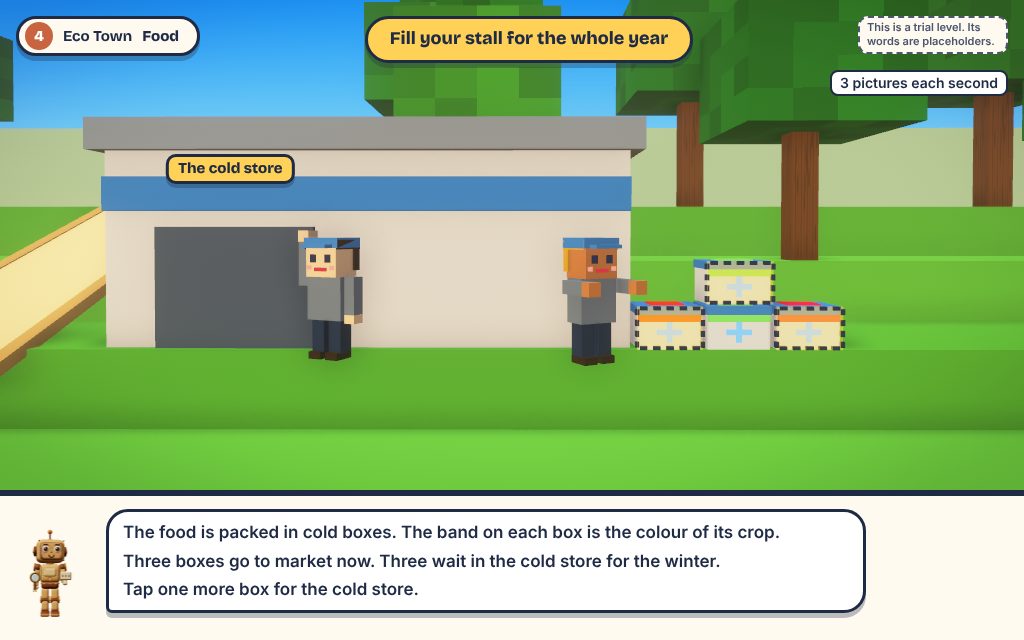 4 Eco Town Food
Fill your stall for the whole year
This is a trial level. Its
words are placeholders.
3 pictures each second
The cold store
The food is packed in cold boxes. The band on each box is the colour of its crop.
Three boxes go to market now. Three wait in the cold store for the winter.
Tap one more box for the cold store.